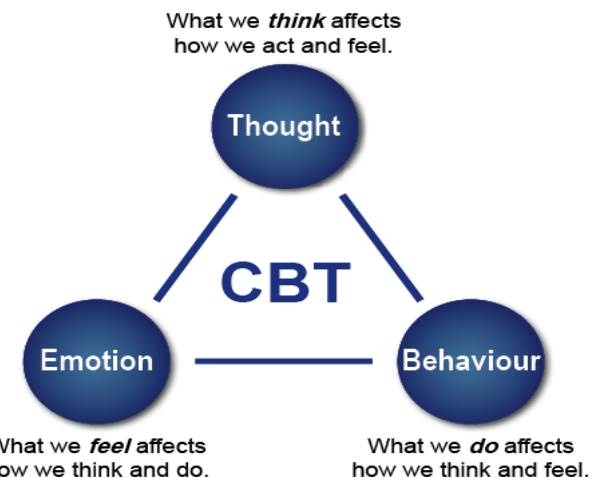 What we think affects
how we act and feel.
Thought
CBT
Emotion
Behaviour
What we feel affects
how we think and do.
What we do affects
how we think and feel.